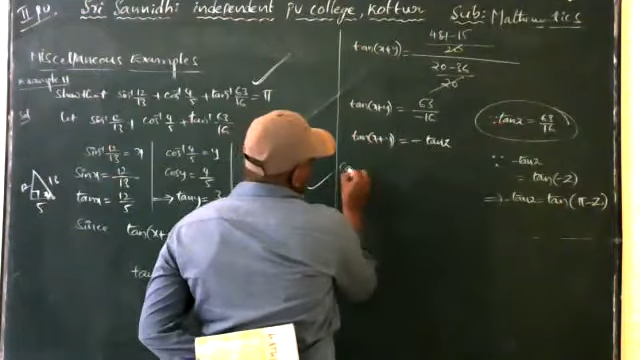 II PU. Sri Sannidhi independent PU college, Kottur Sub: Mathematics
Miscellaneous Examples
Example 11
Show that sin⁻¹ 12/13 + cos⁻¹ 4/5 + tan⁻¹ 63/16 = π
Sol Let sin⁻¹ 12/13, cos⁻¹ 4/5 + tan⁻¹ 63/16
sin⁻¹ 12/13 = x cos⁻¹ 4/5 = y
sin x = 12/13 cos y = 4/5
tan x = 12/5 ⇒ tan y = 3
13
5
Since tan(x+
tan(x+y) = 48+15/20
20-36/20
tan(x+y) = 63/-16
tan(x+y) = - tan z
∵ tan z = 63/16
∵ -tan z
= tan(-z)
⇒ - tan z = tan(π-z)